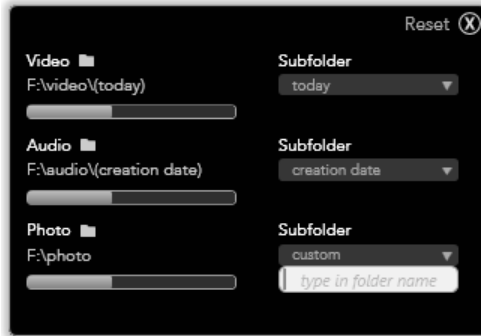 Reset X
Video Subfolder
F:\video\(today) today
Audio Subfolder
F:\audio\(creation date) creation date
Photo Subfolder
F:\photo custom
type in folder name